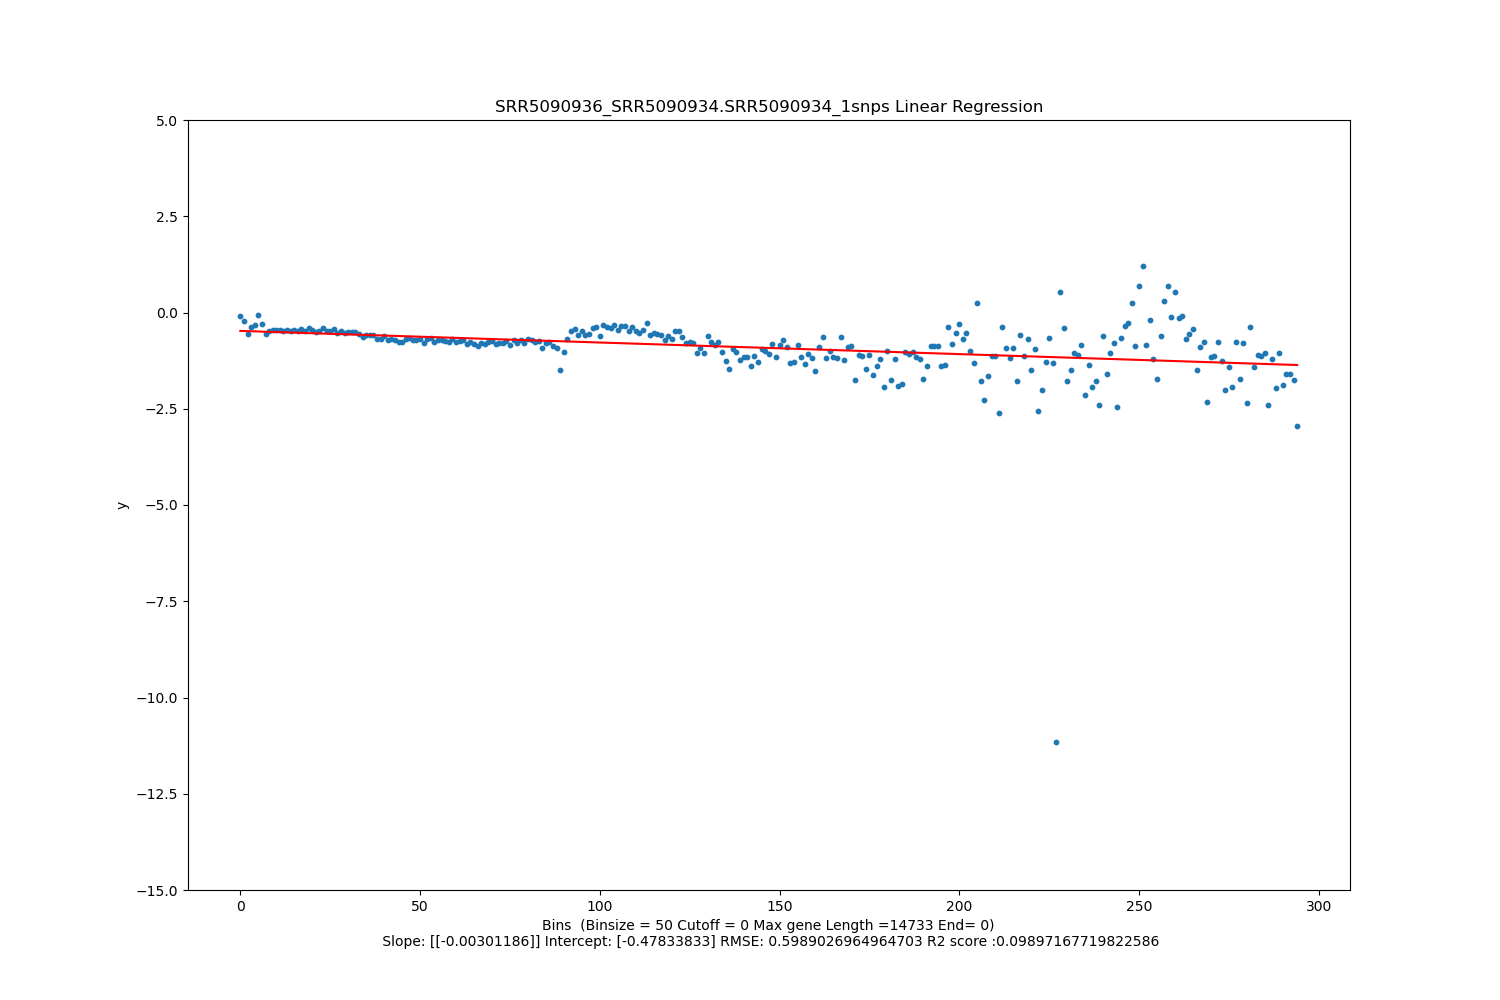 SRR5090936_SRR5090934.SRR5090934_1snps Linear Regression
5.0
2.5
0.0
−2.5
−5.0
−7.5
−10.0
−12.5
−15.0
y
0 50 100 150 200 250 300
Bins (Binsize = 50 Cutoff = 0 Max gene Length =14733 End= 0)
Slope: [[-0.00301186]] Intercept: [-0.47833833] RMSE: 0.5989026964964703 R2 score :0.09897167719822586